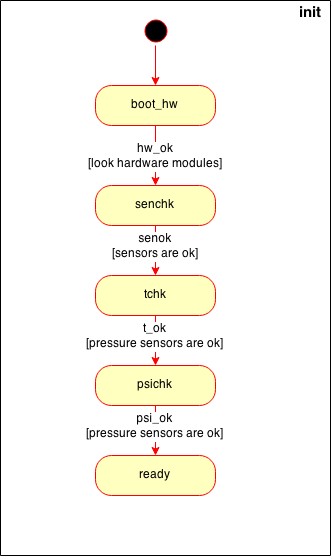 init
boot_hw
hw_ok
[look hardware modules]
senchk
senok
[sensors are ok]
tchk
t_ok
[pressure sensors are ok]
psichk
psi_ok
[pressure sensors are ok]
ready